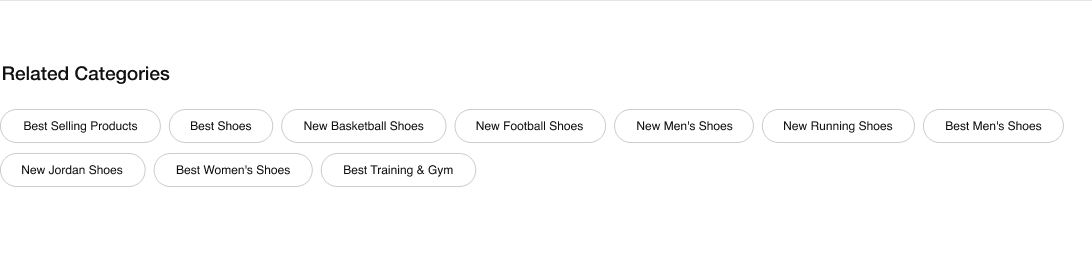 Related Categories
Best Selling Products Best Shoes New Basketball Shoes New Football Shoes New Men's Shoes New Running Shoes Best Men's Shoes
New Jordan Shoes Best Women's Shoes Best Training & Gym